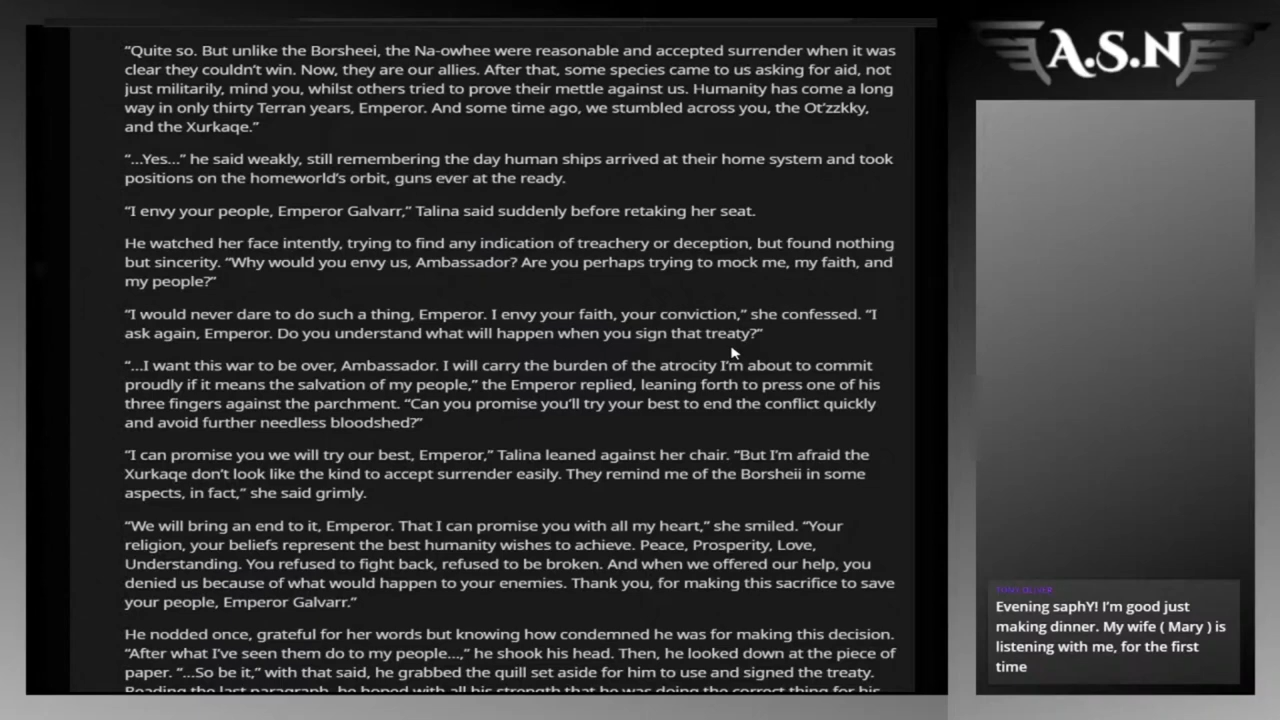 “Quite so. But unlike the Borsheei, the Na-owhee were reasonable and accepted surrender when it was
clear they couldn’t win. Now, they are our allies. After that, some species came to us asking for aid, not
just militarily, mind you, whilst others tried to prove their mettle against us. Humanity has come a long
way in only thirty Terran years, Emperor. And some time ago, we stumbled across you, the Ot’zzkky,
and the Xurkaqe.”
“…Yes…” he said weakly, still remembering the day human ships arrived at their home system and took
positions on the homeworld’s orbit, guns ever at the ready.
“I envy your people, Emperor Galvarr,” Talina said suddenly before retaking her seat.
He watched her face intently, trying to find any indication of treachery or deception, but found nothing
but sincerity. “Why would you envy us, Ambassador? Are you perhaps trying to mock me, my faith, and
my people?”
“I would never dare to do such a thing, Emperor. I envy your faith, your conviction,” she confessed. “I
ask again, Emperor. Do you understand what will happen when you sign that treaty?”
“…I want this war to be over, Ambassador. I will carry the burden of the atrocity I’m about to commit
proudly if it means the salvation of my people,” the Emperor replied, leaning forth to press one of his
three fingers against the parchment. “Can you promise you’ll try your best to end the conflict quickly
and avoid further needless bloodshed?”
“I can promise you we will try our best, Emperor,” Talina leaned against her chair. “But I’m afraid the
Xurkaqe don’t look like the kind to accept surrender easily. They remind me of the Borsheii in some
aspects, in fact,” she said grimly.
“We will bring an end to it, Emperor. That I can promise you with all my heart,” she smiled. “Your
religion, your beliefs represent the best humanity wishes to achieve. Peace, Prosperity, Love,
Understanding. You refused to fight back, refused to be broken. And when we offered our help, you
denied us because of what would happen to your enemies. Thank you, for making this sacrifice to save
your people, Emperor Galvarr.”
He nodded once, grateful for her words but knowing how condemned he was for making this decision.
“After what I’ve seen them do to my people…,” he shook his head. Then, he looked down at the piece of
paper. “…So be it,” with that said, he grabbed the quill set aside for him to use and signed the treaty.
Reading the last paragraph, he hoped with all his strength that he was doing the correct thing for his
A.S.N
Evening saphY! I’m good just
making dinner. My wife ( Mary ) is
listening with me, for the first
time